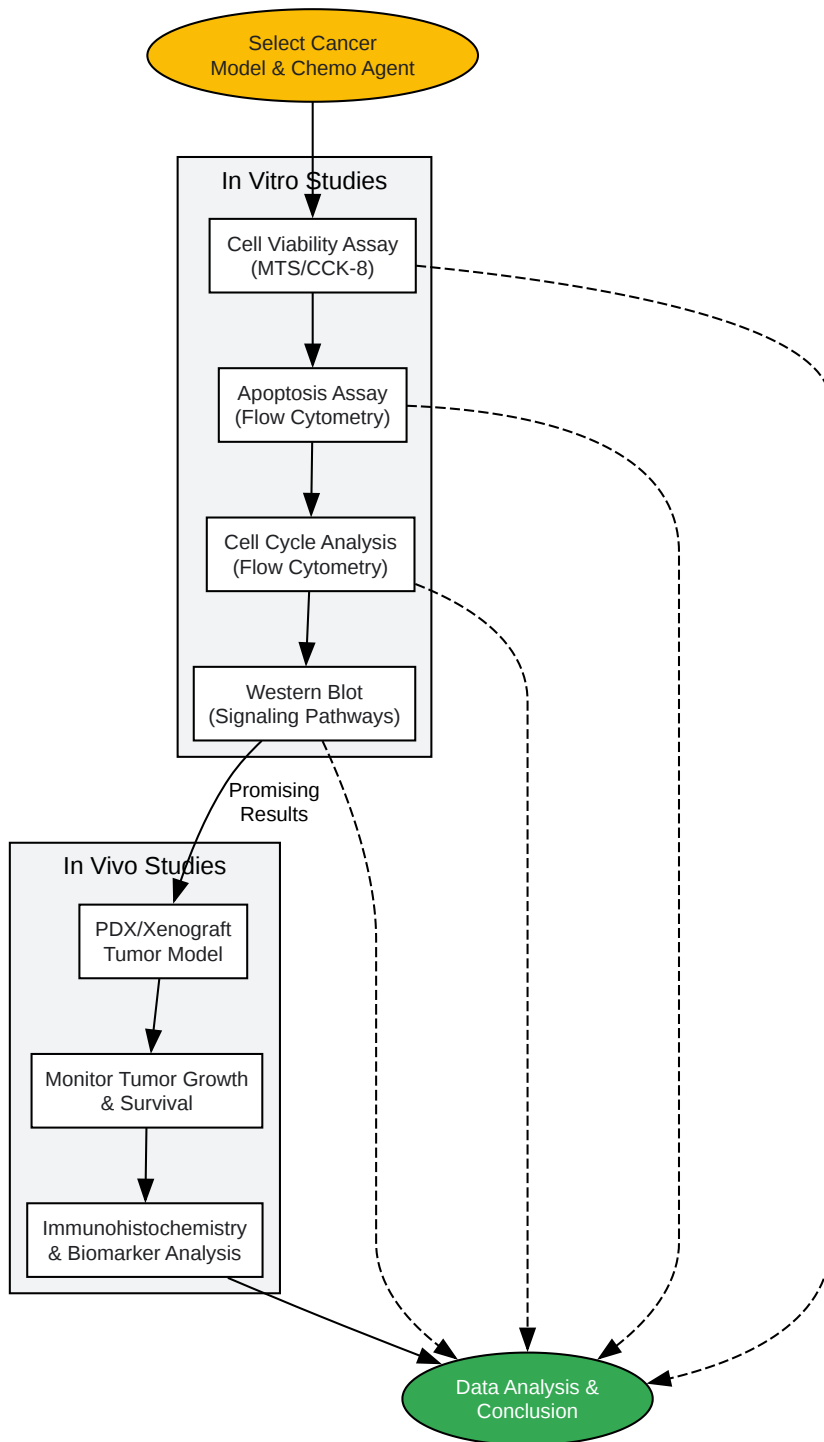 Select Cancer
Model & Chemo Agent
In Vitro Studies
Cell Viability Assay
(MTS/CCK-8)
Apoptosis Assay
(Flow Cytometry)
Cell Cycle Analysis
(Flow Cytometry)
Western Blot
(Signaling Pathways)
Promising
Results
In Vivo Studies
PDX/Xenograft
Tumor Model
Monitor Tumor Growth
& Survival
Immunohistochemistry
& Biomarker Analysis
Data Analysis &
Conclusion